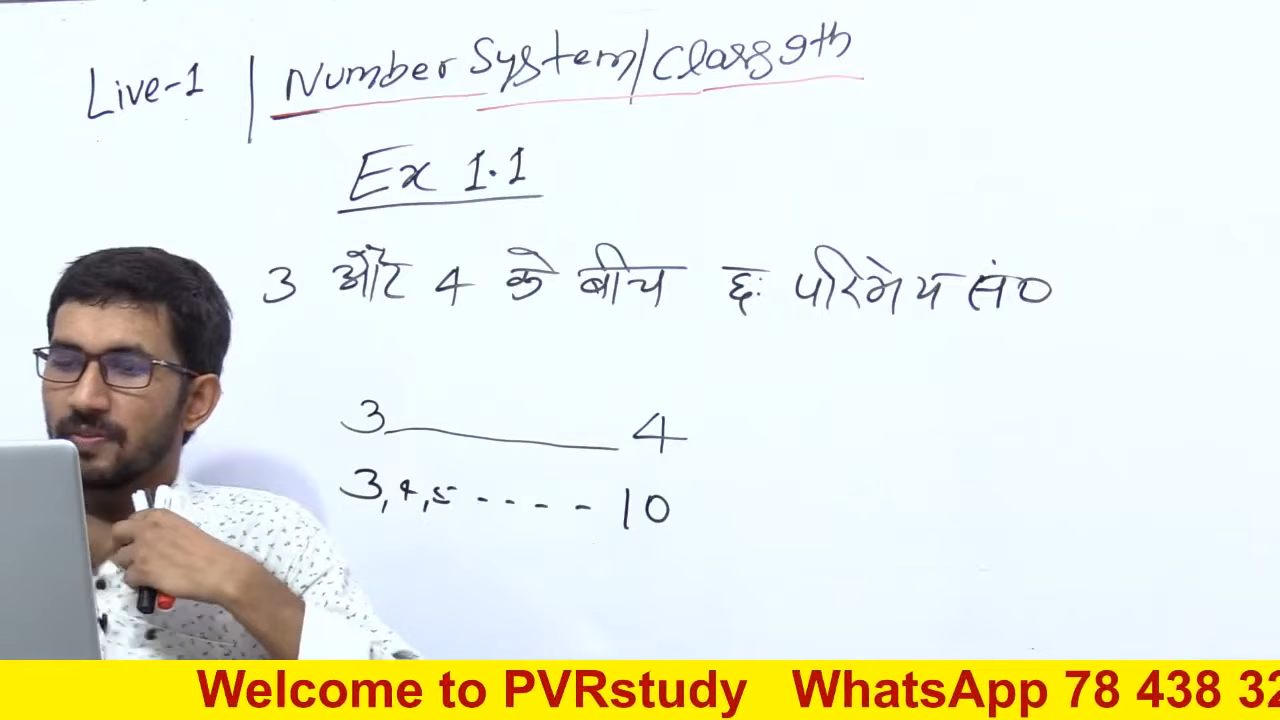 Live-1 | Number System/Class 9th
Ex 1.1
3 और 4 के बीच छः परिमेय सं०
3 4
3, 4, 5 - - - - 10
Welcome to PVRstudy WhatsApp 78 438 32